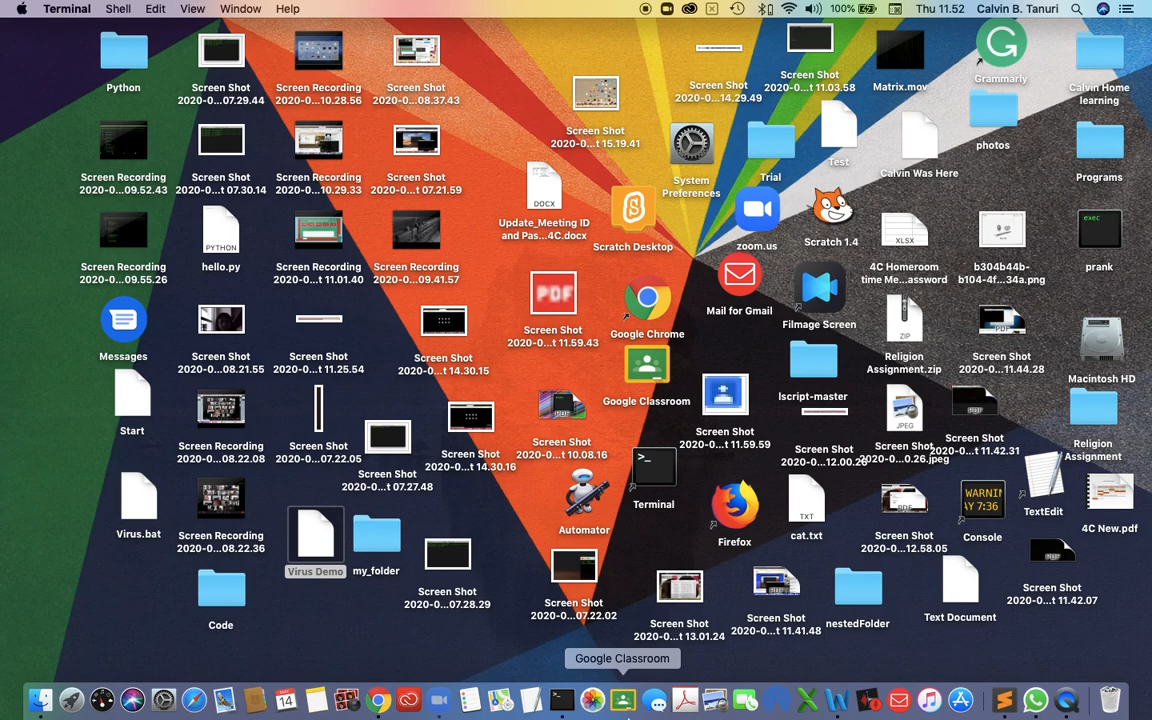 Terminal Shell Edit View Window Help 100% Thu 11.52 Calvin B. Tanuri
Python
Screen Shot
2020-0...07.29.44
Screen Recording
2020-0...10.28.56
Screen Shot
2020-0...08.37.43
Screen Shot
2020-0...t 15.19.41
Screen Shot
2020-0...14.29.49
Screen Shot
2020-0...t 11.03.58
Matrix.mov
Grammarly
Calvin Home
learning
Screen Recording
2020-0...09.52.43
Screen Shot
2020-0...t 07.30.14
Screen Recording
2020-0...10.29.33
Screen Shot
2020-0...t 07.21.59
System
Preferences
Trial
Test
Calvin Was Here
photos
Programs
DOCX
Update_Meeting ID
and Pas...4C.docx
Scratch Desktop
zoom.us
Scratch 1.4
XLSX
4C Homeroom
time Me...assword
b304b44b-
b104-4f...34a.png
exec
prank
Screen Recording
2020-0...09.55.26
PYTHON
hello.py
Screen Recording
2020-0...t 11.01.40
Screen Recording
2020-0...09.41.57
PDF
Screen Shot
2020-0...t 11.59.43
Google Chrome
Mail for Gmail
Filmage Screen
ZIP
Religion
Assignment.zip
Screen Shot
2020-0...t 11.44.28
Macintosh HD
Messages
Screen Shot
2020-0...08.21.55
Screen Shot
2020-0...t 11.25.54
Screen Shot
2020-0...t 14.30.15
Google Classroom
Screen Shot
2020-0...t 11.59.59
lscript-master
Screen Shot
2020-0...12.00.26
JPEG
Screen Shot
2020-0...0.26.jpeg
Screen Shot
2020-0...t 11.42.31
Religion
Assignment
Start
Screen Recording
2020-0...08.22.08
Screen Shot
2020-0...07.22.05
Screen Shot
2020-0...t 07.27.48
Screen Shot
2020-0...t 14.30.16
Screen Shot
2020-0...t 10.08.16
Terminal
Automator
Firefox
TXT
cat.txt
Screen Shot
2020-0...12.58.05
WARNIN
AY 7:36
Console
TextEdit
4C New.pdf
Virus.bat
Screen Recording
2020-0...08.22.36
Virus Demo
my_folder
Screen Shot
2020-0...t 07.28.29
Screen Shot
2020-0...07.22.02
Screen Shot
2020-0...t 13.01.24
Screen Shot
2020-0...t 11.41.48
nestedFolder
Text Document
Screen Shot
2020-0...t 11.42.07
Code
Google Classroom
MAY
14